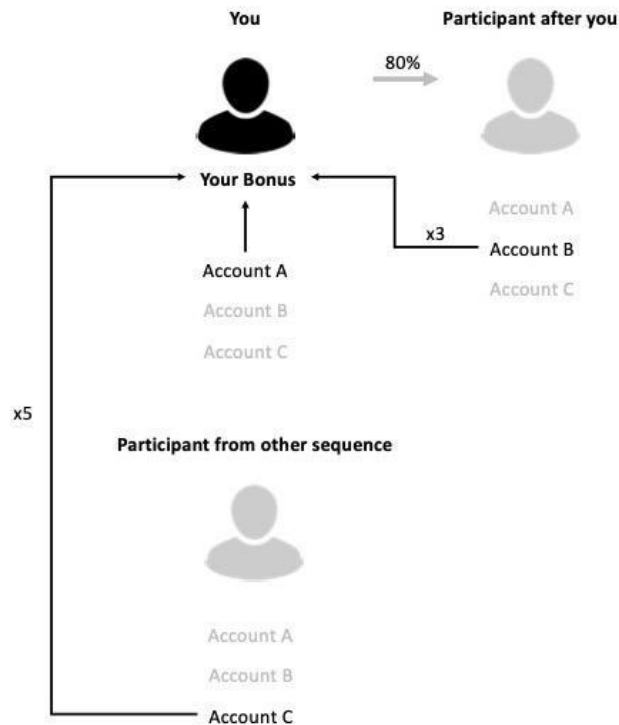 You
Participant after you
80%
Your Bonus
Account A
x3
Account B
Account A
Account C
Account B
Account C
x5
Participant from other sequence
Account A
Account B
Account C